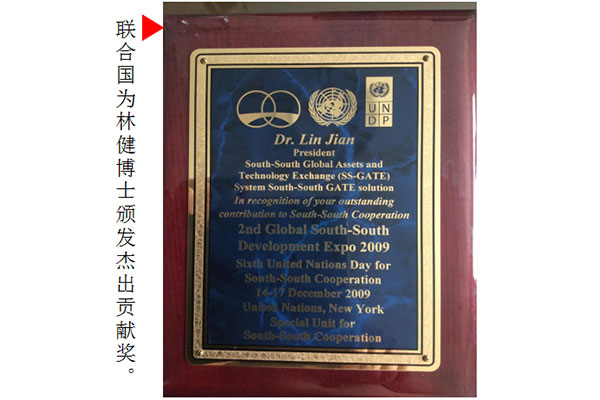 联合国为林健博士颁发杰出贡献奖。
UN
DP
Dr. Lin Jian
President
South-South Global Assets and
Technology Exchange (SS-GATE)
System South-South GATE solution
In recognition of your outstanding
contribution to South-South Cooperation
2nd Global South-South
Development Expo 2009
Sixth United Nations Day for
South-South Cooperation
14-17 December 2009
United Nations, New York
Special Unit for
South-South Cooperation